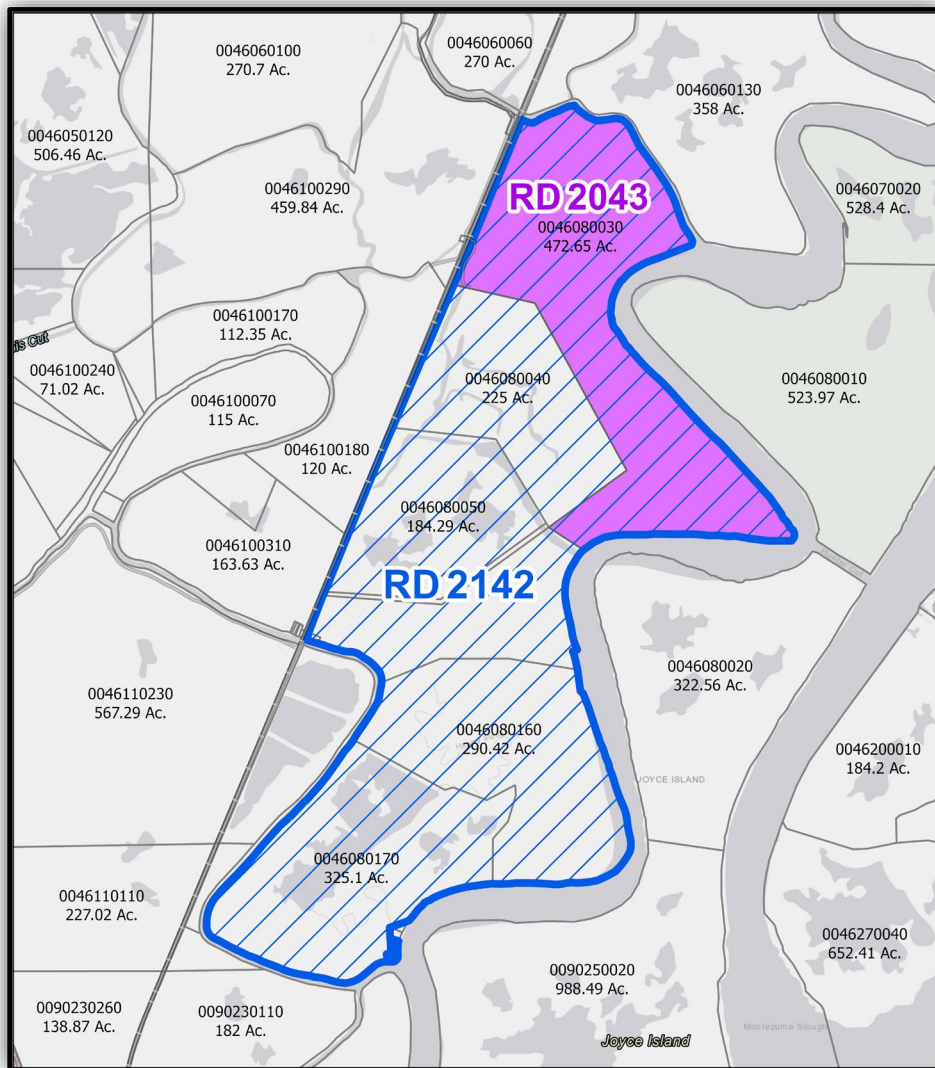 0046060100
270.7 Ac.
0046060060
270 Ac.
0046060130
358 Ac.
0046050120
506.46 Ac.
0046100290
459.84 Ac.
RD 2043
0046080030
472.65 Ac.
0046070020
528.4 Ac.
0046100170
112.35 Ac.
is Cut
0046100240
71.02 Ac.
0046100070
115 Ac.
0046080040
225 Ac.
0046080010
523.97 Ac.
0046100180
120 Ac.
0046080050
184.29 Ac.
0046100310
163.63 Ac.
RD 2142
0046080020
322.56 Ac.
0046110230
567.29 Ac.
0046080160
290.42 Ac.
JOYCE ISLAND
0046200010
184.2 Ac.
0046080170
325.1 Ac.
0046110110
227.02 Ac.
0046270040
652.41 Ac.
0090250020
988.49 Ac.
0090230260
138.87 Ac.
0090230110
182 Ac.
Montezuma Slough
Joyce Island